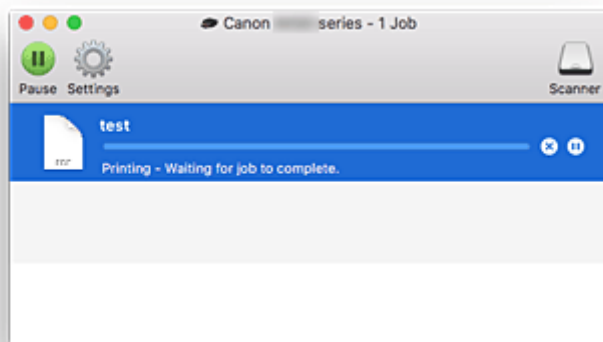 Canon series - 1 Job
Pause Settings
Scanner
test
Printing - Waiting for job to complete.